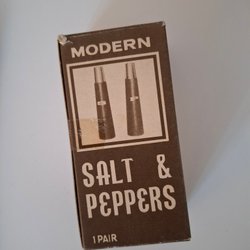 MODERN
SALT &
PEPPERS
1 PAIR